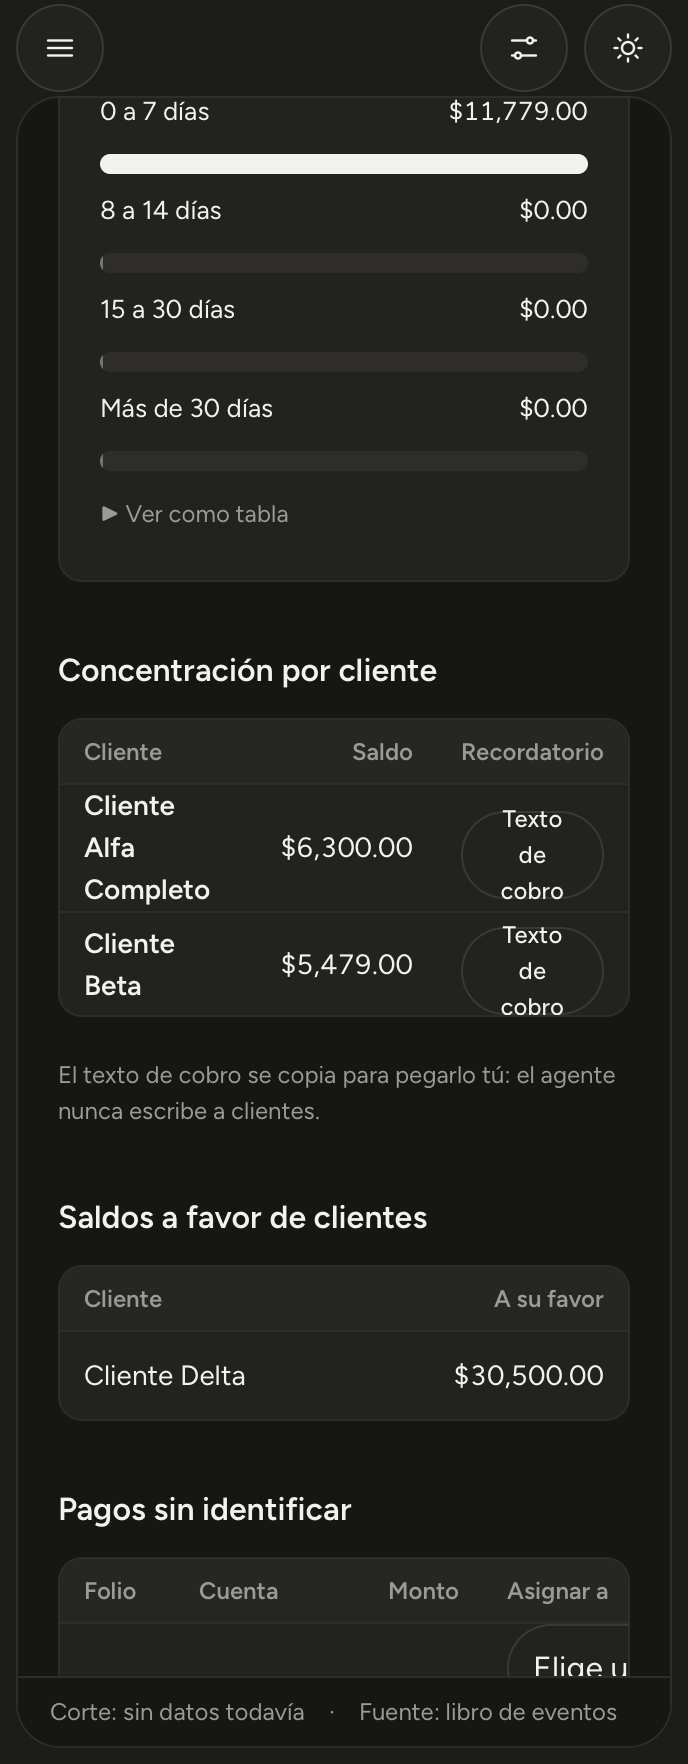 0 a 7 días $11,779.00
8 a 14 días $0.00
15 a 30 días $0.00
Más de 30 días $0.00
Ver como tabla
Concentración por cliente
Cliente Saldo Recordatorio
Cliente
Alfa
Completo
$6,300.00
Texto
de
cobro
Cliente
Beta
$5,479.00
Texto
de
cobro
El texto de cobro se copia para pegarlo tú: el agente
nunca escribe a clientes.
Saldos a favor de clientes
Cliente A su favor
Cliente Delta $30,500.00
Pagos sin identificar
Folio Cuenta Monto Asignar a
Elige u
Corte: sin datos todavía · Fuente: libro de eventos